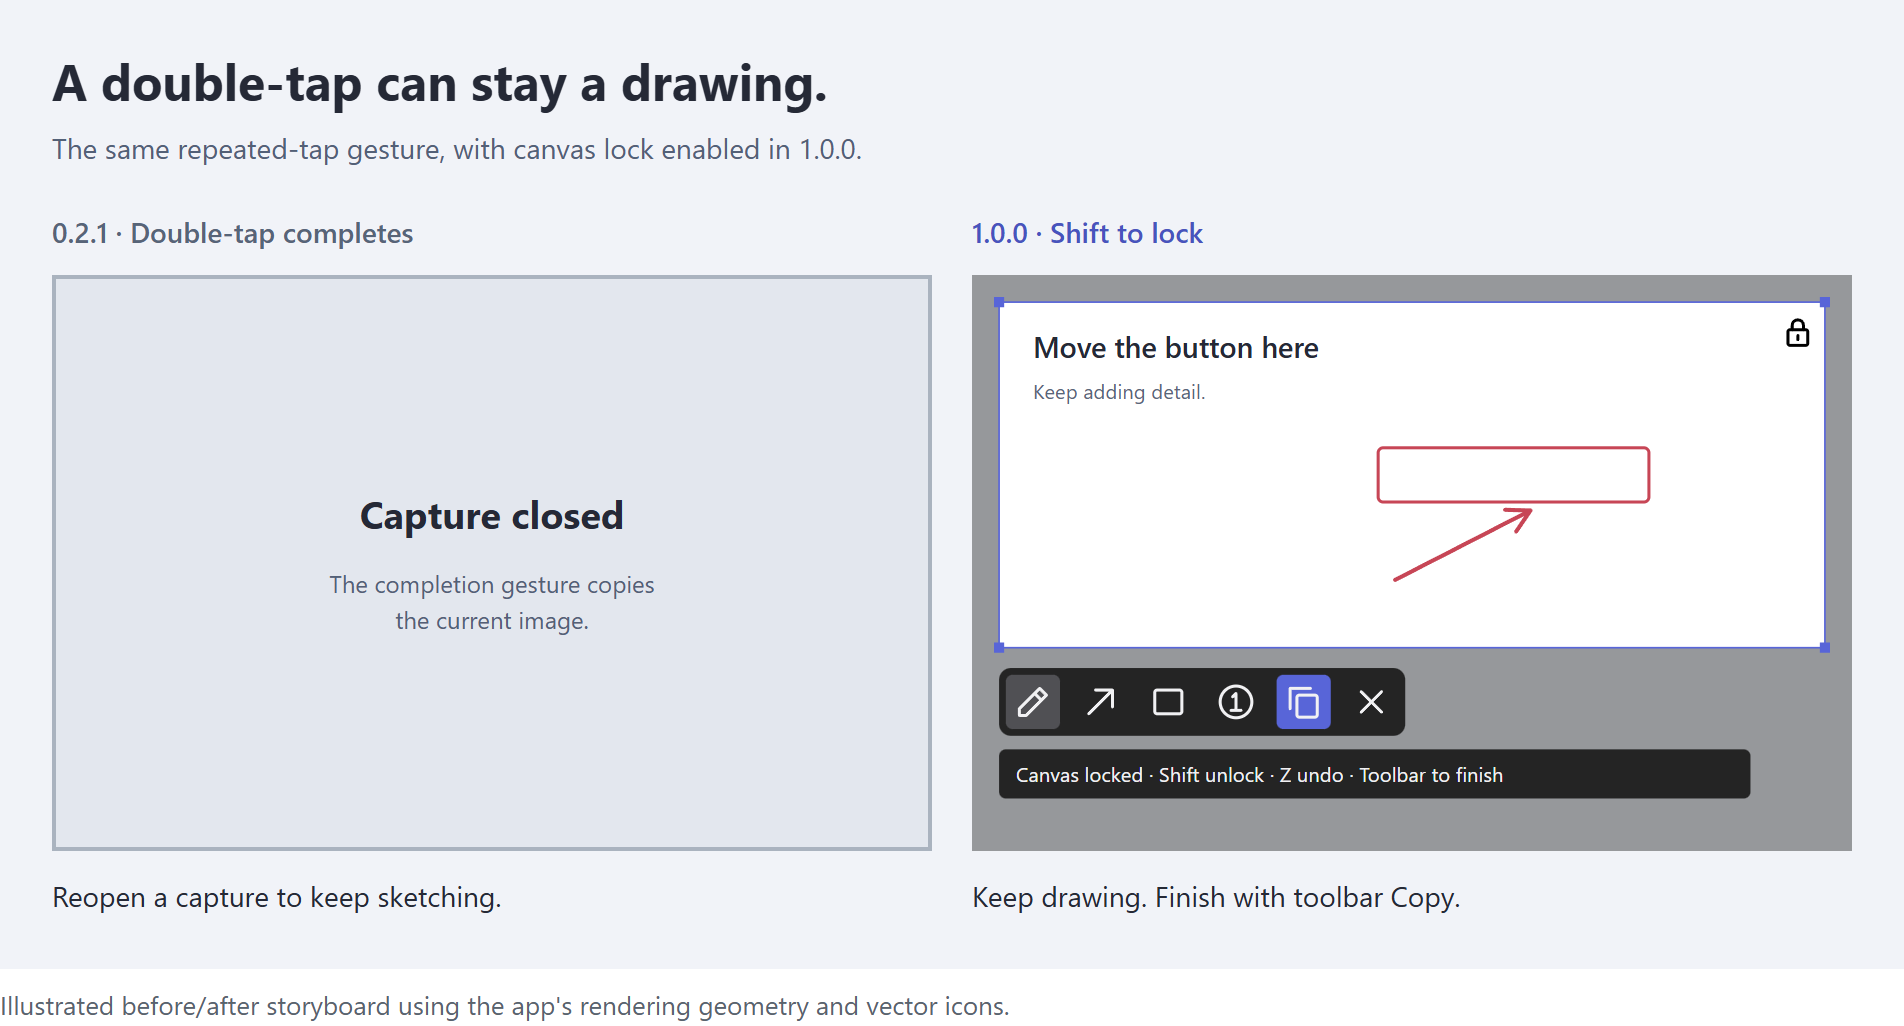 A double-tap can stay a drawing.
The same repeated-tap gesture, with canvas lock enabled in 1.0.0.
0.2.1 · Double-tap completes
Capture closed
The completion gesture copies
the current image.
Reopen a capture to keep sketching.
1.0.0 · Shift to lock
Move the button here
Keep adding detail.
1
Canvas locked · Shift unlock · Z undo · Toolbar to finish
Keep drawing. Finish with toolbar Copy.
Illustrated before/after storyboard using the app's rendering geometry and vector icons.